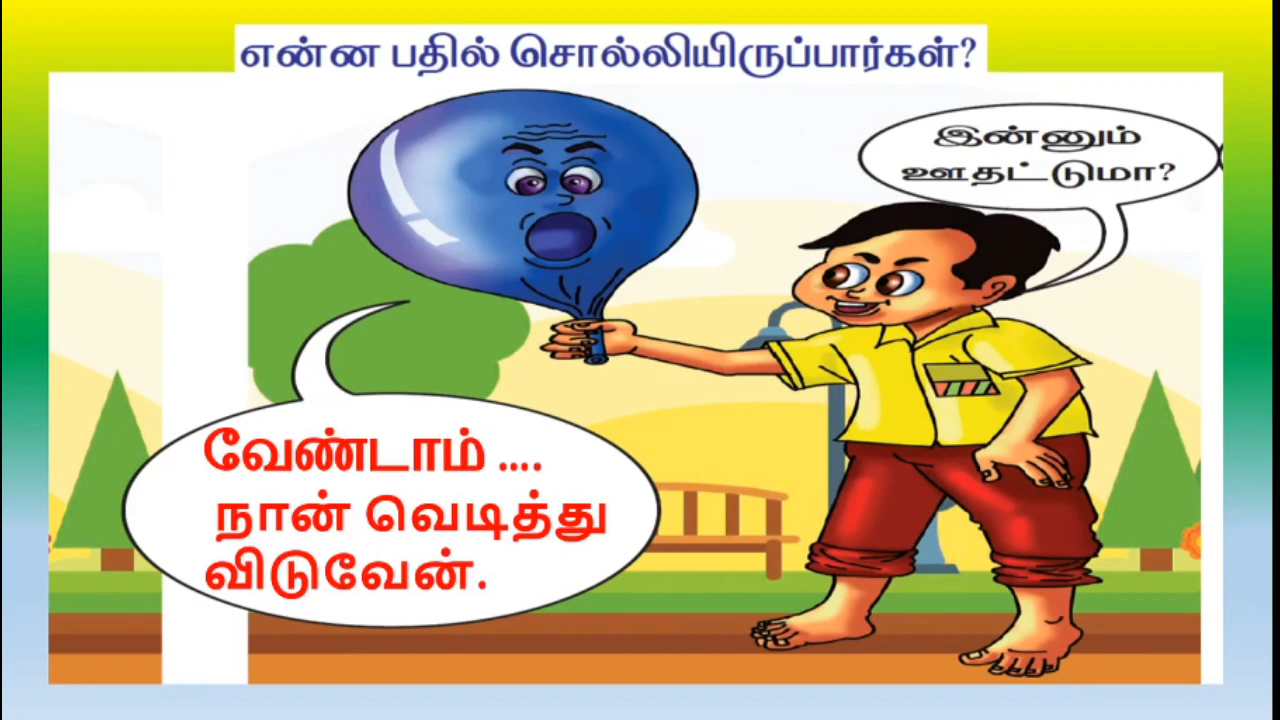 என்ன பதில் சொல்லியிருப்பார்கள்?
இன்னும்
ஊதட்டுமா?
வேண்டாம் ....
நான் வெடித்து
விடுவேன்.